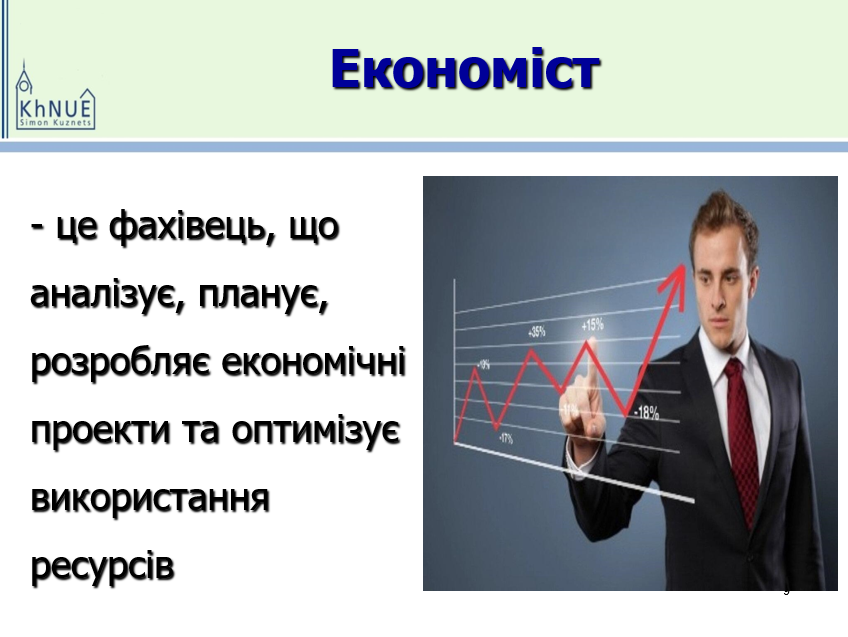 Економіст
KhNUE
Simon Kuznets
- це фахівець, що
аналізує, планує,
розробляє економічні
проекти та оптимізує
використання
ресурсів
+35%
+15%
-17%
-18%